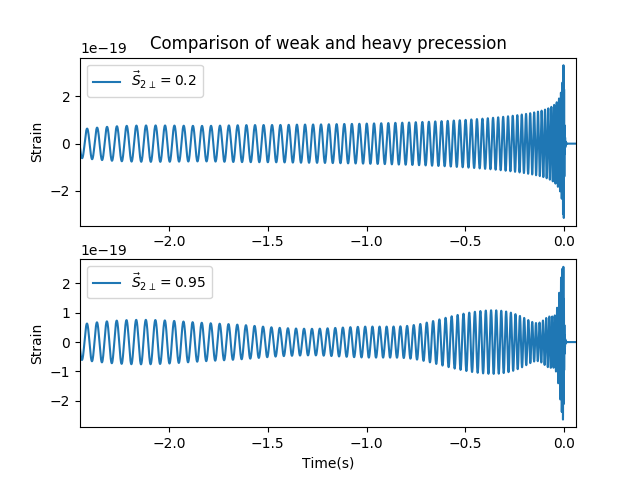 Comparison of weak and heavy precession
1e−19
S⃗2⊥ = 0.2
2
0
−2
Strain
−2.0 −1.5 −1.0 −0.5 0.0
1e−19
S⃗2⊥ = 0.95
2
1
0
−1
−2
Strain
−2.0 −1.5 −1.0 −0.5 0.0
Time(s)